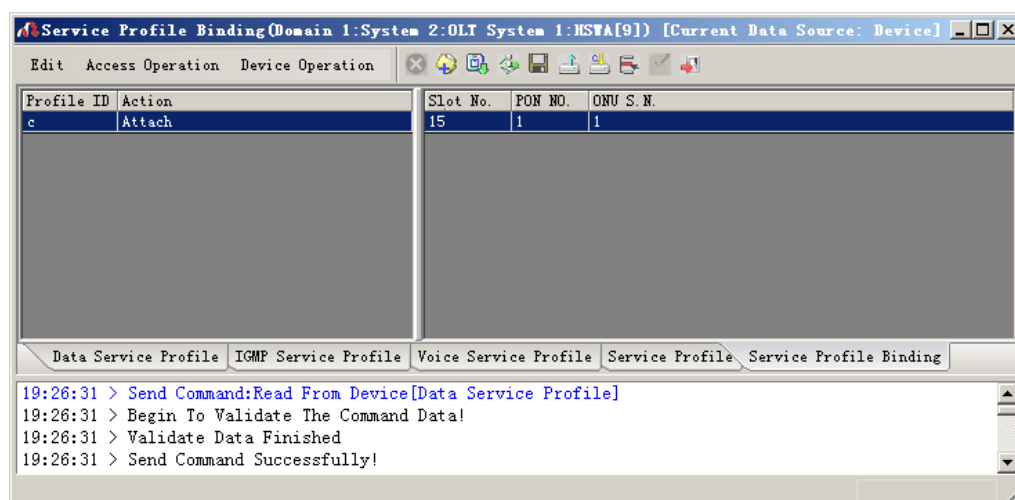 Service Profile Binding(Domain 1:System 2:OLT System 1:HSWA[9]) [Current Data Source: Device]
Edit Access Operation Device Operation
Profile ID Action Slot No. PON NO. ONU S.N.
c Attach 15 1 1
Data Service Profile IGMP Service Profile Voice Service Profile Service Profile Service Profile Binding
19:26:31 > Send Command:Read From Device[Data Service Profile]
19:26:31 > Begin To Validate The Command Data!
19:26:31 > Validate Data Finished
19:26:31 > Send Command Successfully!